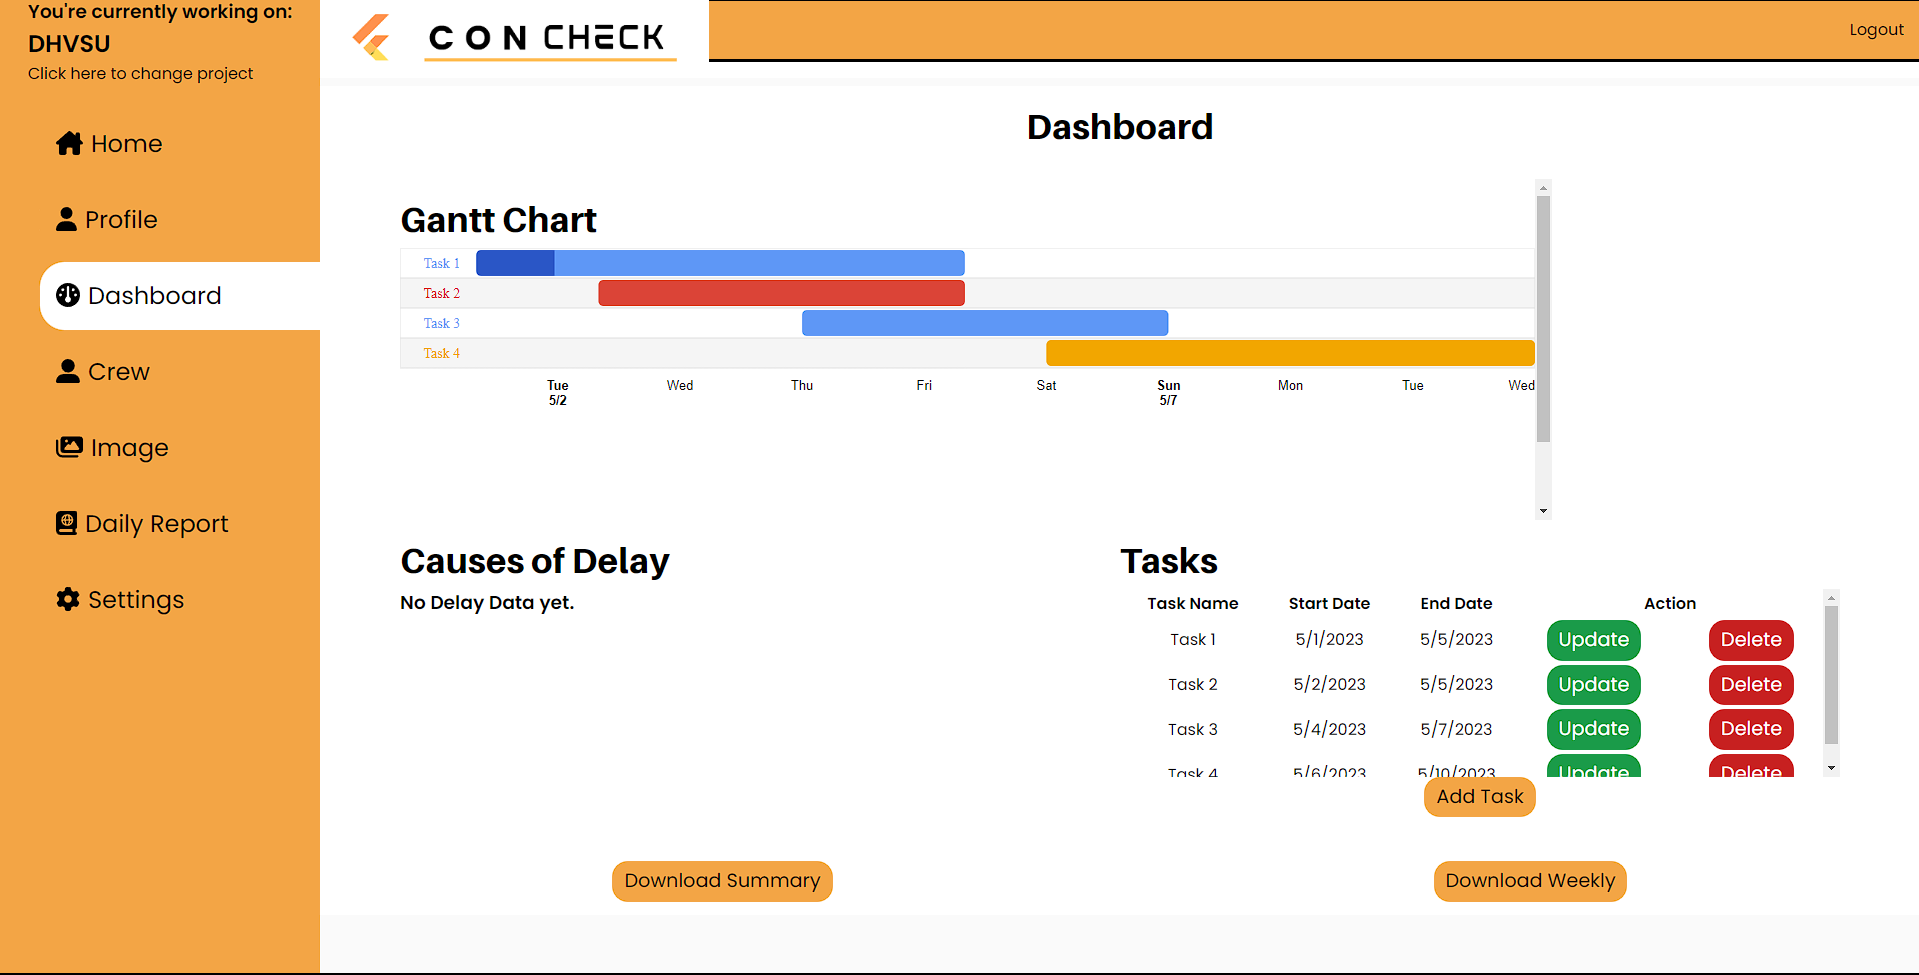 You're currently working on:
DHVSU
Click here to change project
Home
Profile
Dashboard
Crew
Image
Daily Report
Settings
CON CHECK
Logout
Dashboard
Gantt Chart
Task 1
Task 2
Task 3
Task 4
Tue Wed Thu Fri Sat Sun Mon Tue Wed
5/2 5/7
Causes of Delay
No Delay Data yet.
Tasks
Task Name Start Date End Date Action
Task 1 5/1/2023 5/5/2023 Update Delete
Task 2 5/2/2023 5/5/2023 Update Delete
Task 3 5/4/2023 5/7/2023 Update Delete
Task 4 5/6/2023 5/10/2023 Update Delete
Add Task
Download Summary
Download Weekly